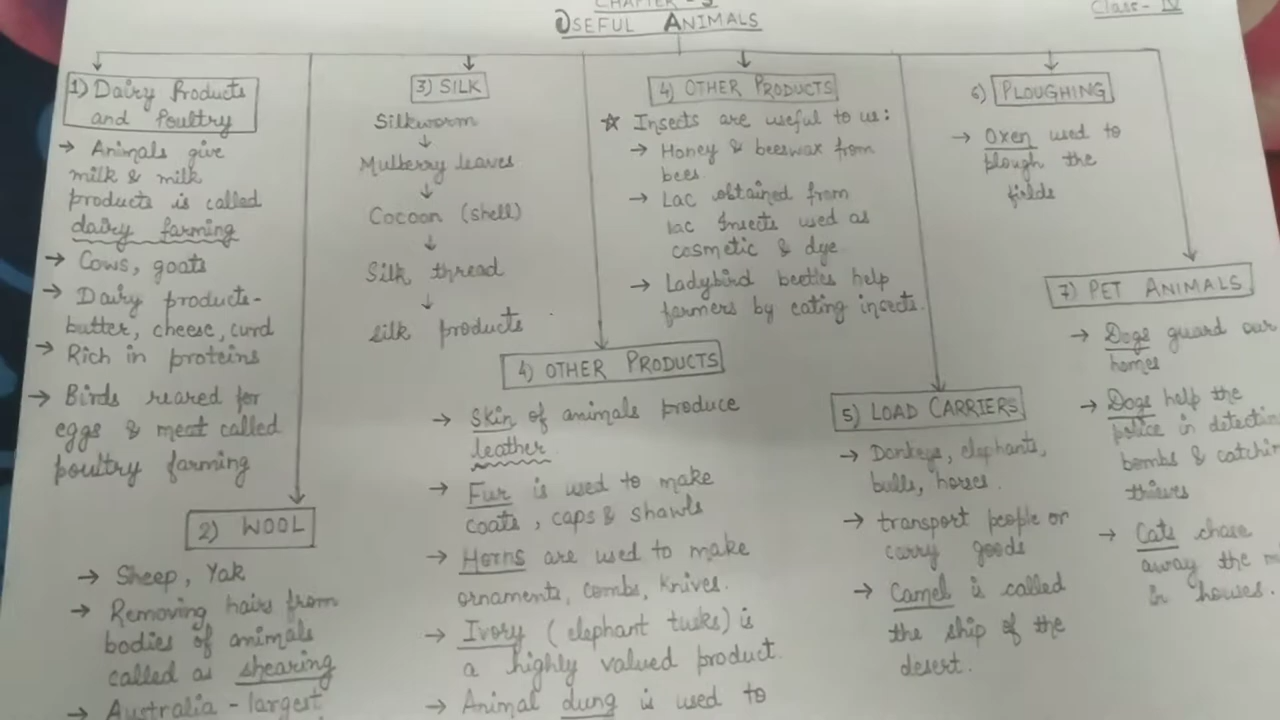 CHAPTER - 3
USEFUL ANIMALS
Class - IV
1) Dairy Products
and Poultry
→ Animals give
milk & milk
products is called
dairy farming
→ Cows, goats
→ Dairy products-
butter, cheese, curd
→ Rich in proteins
→ Birds reared for
eggs & meat called
poultry farming
2) WOOL
→ Sheep, Yak
→ Removing hairs from
bodies of animals
called as shearing
→ Australia - largest
3) SILK
Silkworm
↓
Mulberry leaves
↓
Cocoon (shell)
↓
Silk thread
↓
silk products
4) OTHER PRODUCTS
☆ Insects are useful to us:
→ Honey & beeswax from
bees
→ Lac obtained from
lac Insects used as
cosmetic & dye
→ Ladybird beetles help
farmers by eating insects.
4) OTHER PRODUCTS
→ Skin of animals produce
leather
→ Fur is used to make
coats, caps & shawls
→ Horns are used to make
ornaments, combs, knives.
→ Ivory (elephant tusks) is
a highly valued product.
→ Animal dung is used to
5) LOAD CARRIERS
→ Donkeys, elephants,
bulls, horses.
→ transport people or
carry goods
→ Camel is called
the ship of the
desert.
6) PLOUGHING
→ Oxen used to
plough the
fields
7) PET ANIMALS
→ Dogs guard our
homes
→ Dogs help the
police in detectin
bombs & catchin
thieves
→ Cats chase
away the
in houses.